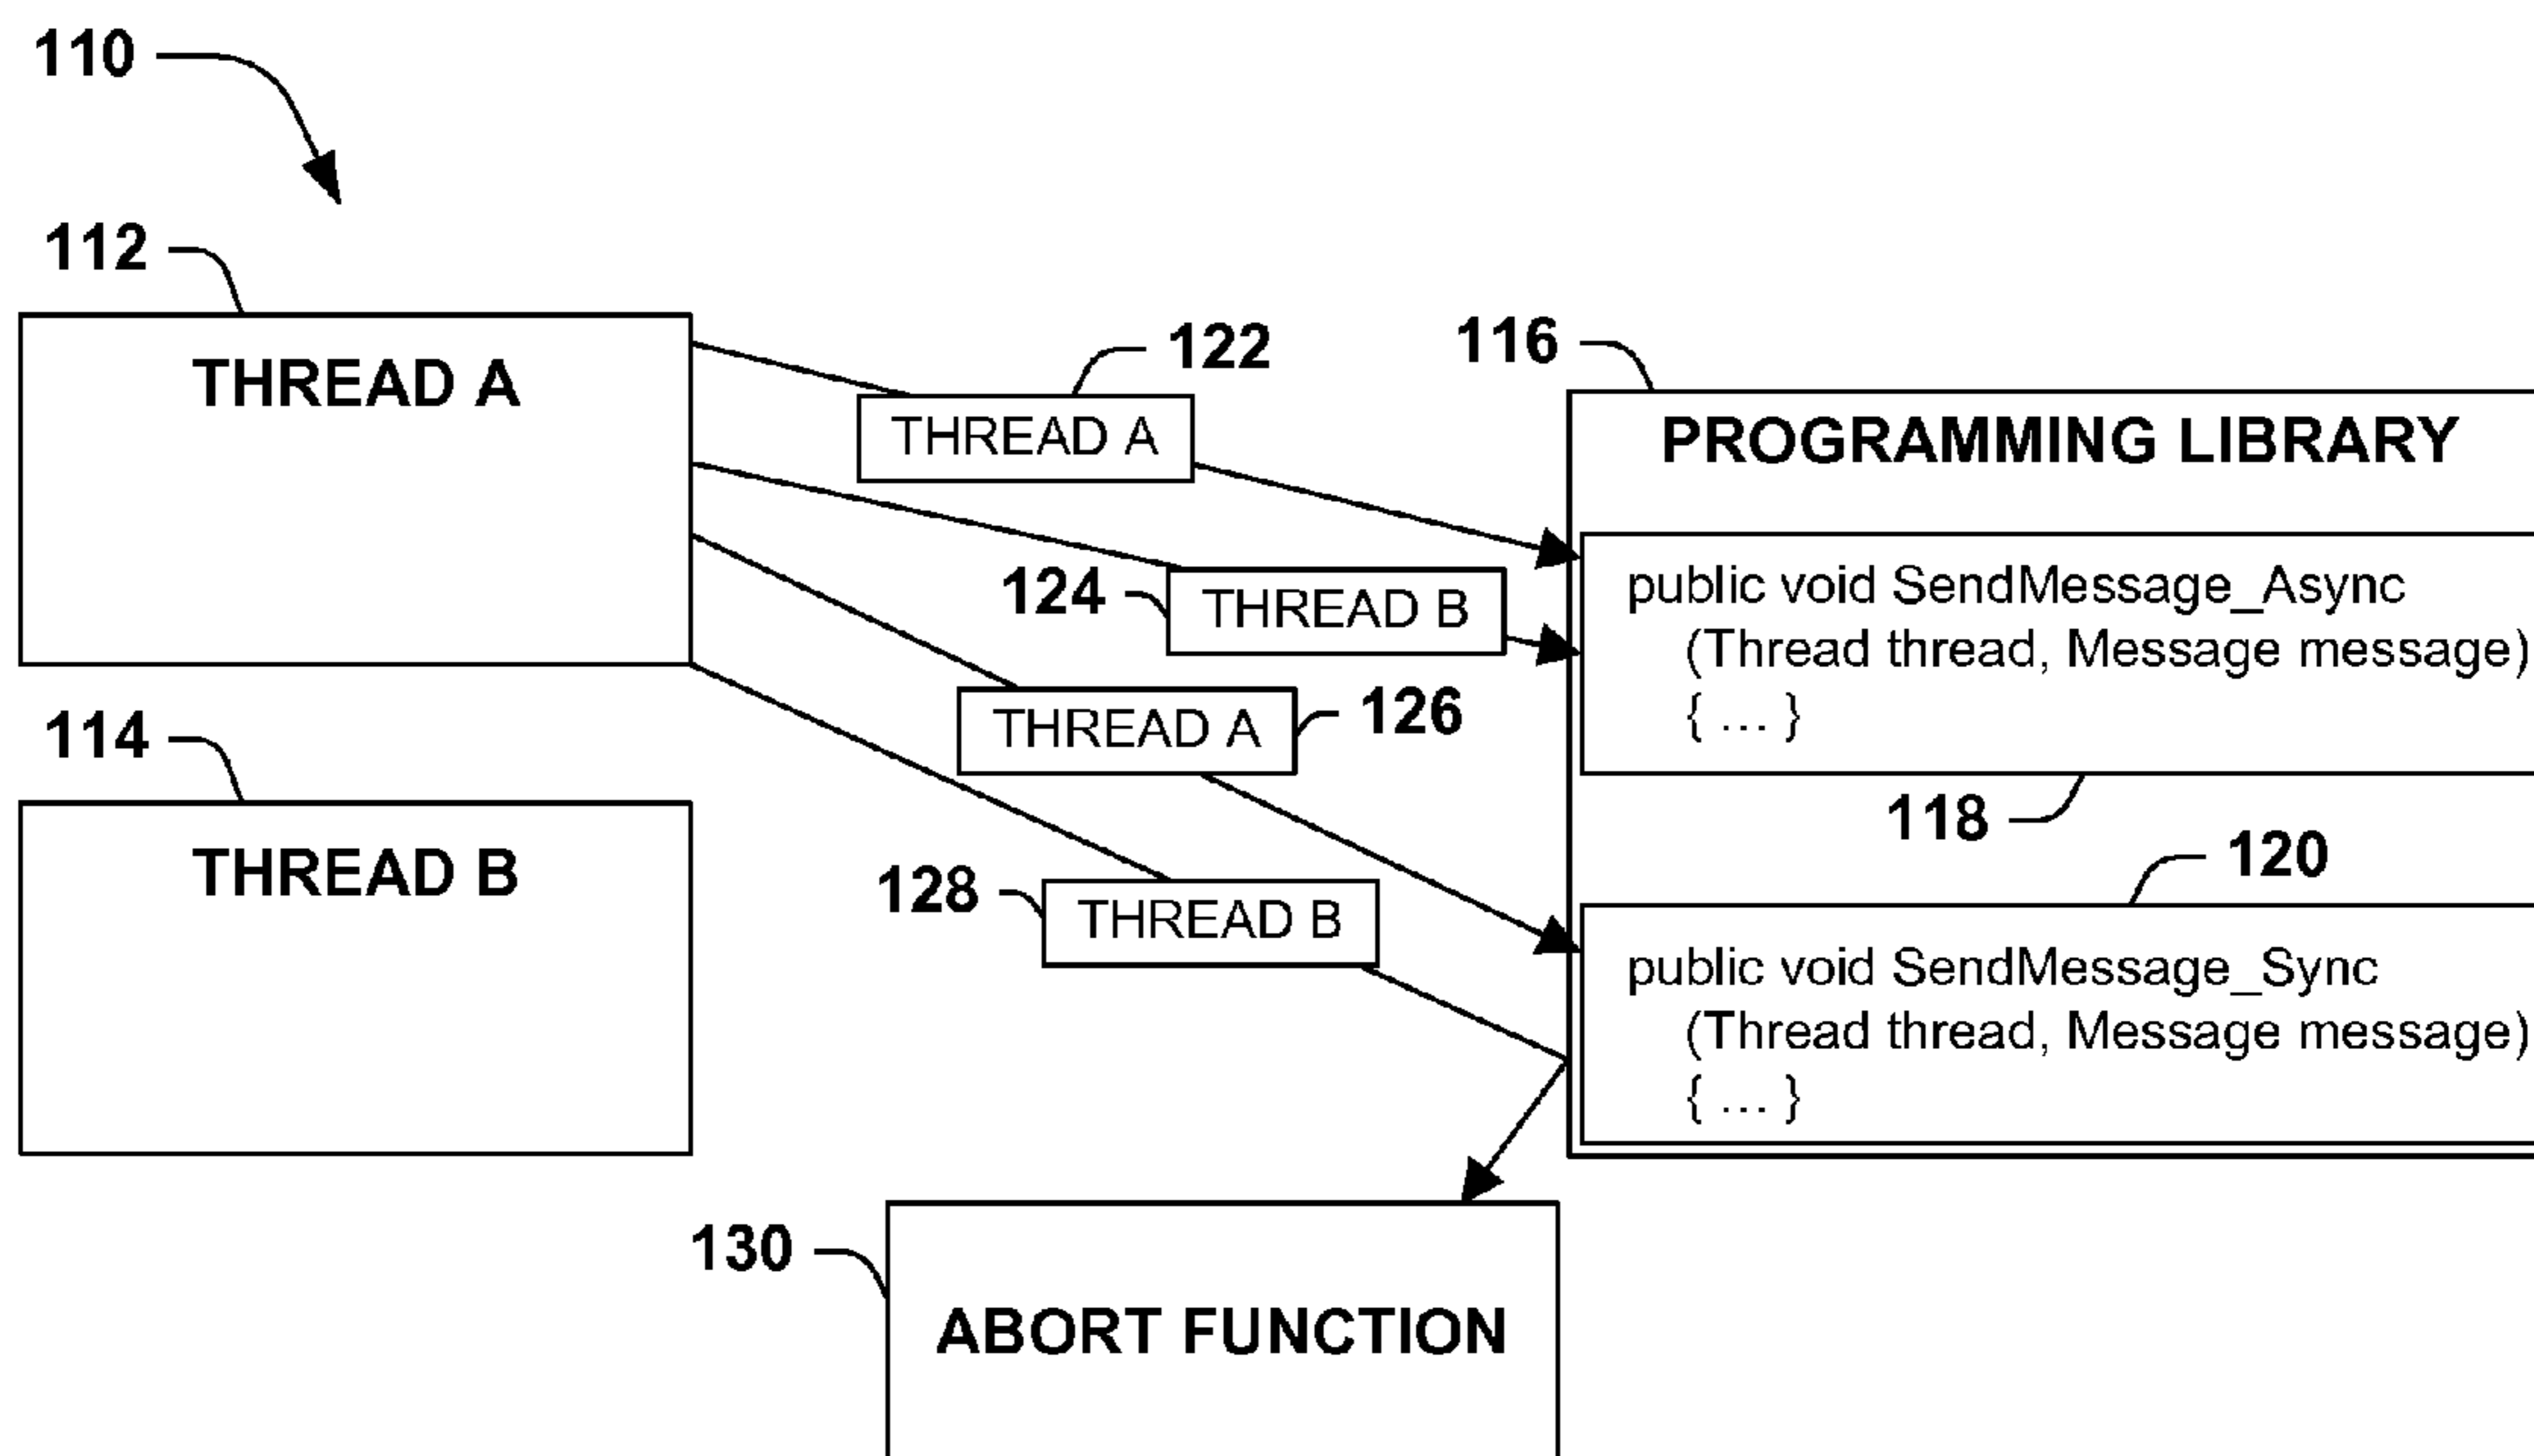 110
112
THREAD A
122
THREAD A
116
PROGRAMMING LIBRARY
124
THREAD B
public void SendMessage_Async
(Thread thread, Message message)
{ ... }
118
126
THREAD A
114
THREAD B
128
THREAD B
120
public void SendMessage_Sync
(Thread thread, Message message)
{ ... }
130
ABORT FUNCTION